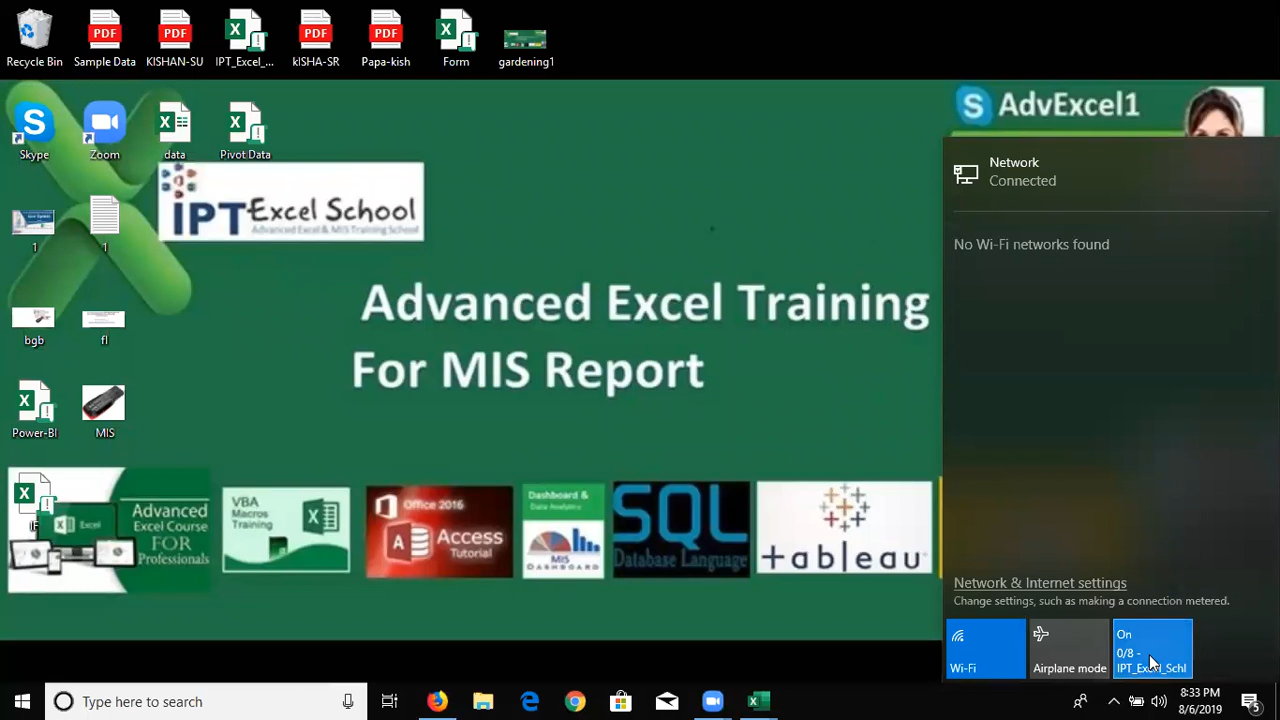 Recycle Bin
Sample Data
KISHAN-SU
IPT_Excel_...
kISHA-SR
Papa-kish
Form
gardening1
PDF
PDF
PDF
PDF
Skype
Zoom
data
Pivot Data
AdvExcel1
IPT Excel School
Advanced Excel & MIS Training School
1
1
Network
Connected
No Wi-Fi networks found
Advanced Excel Training
For MIS Report
bgb
fl
Power-BI
MIS
Excel
Advanced
Excel Course
FOR
Professionals
VBA
Macros
Training
Office 2016
Access
Tutorial
Dashboard &
Data Analytics
MIS
DASHBOARD
SQL
Database Language
tableau
Network & Internet settings
Change settings, such as making a connection metered.
Wi-Fi
Airplane mode
On
0/8 -
IPT_Excel_Schl
Type here to search
8:33 PM
8/6/2019
5